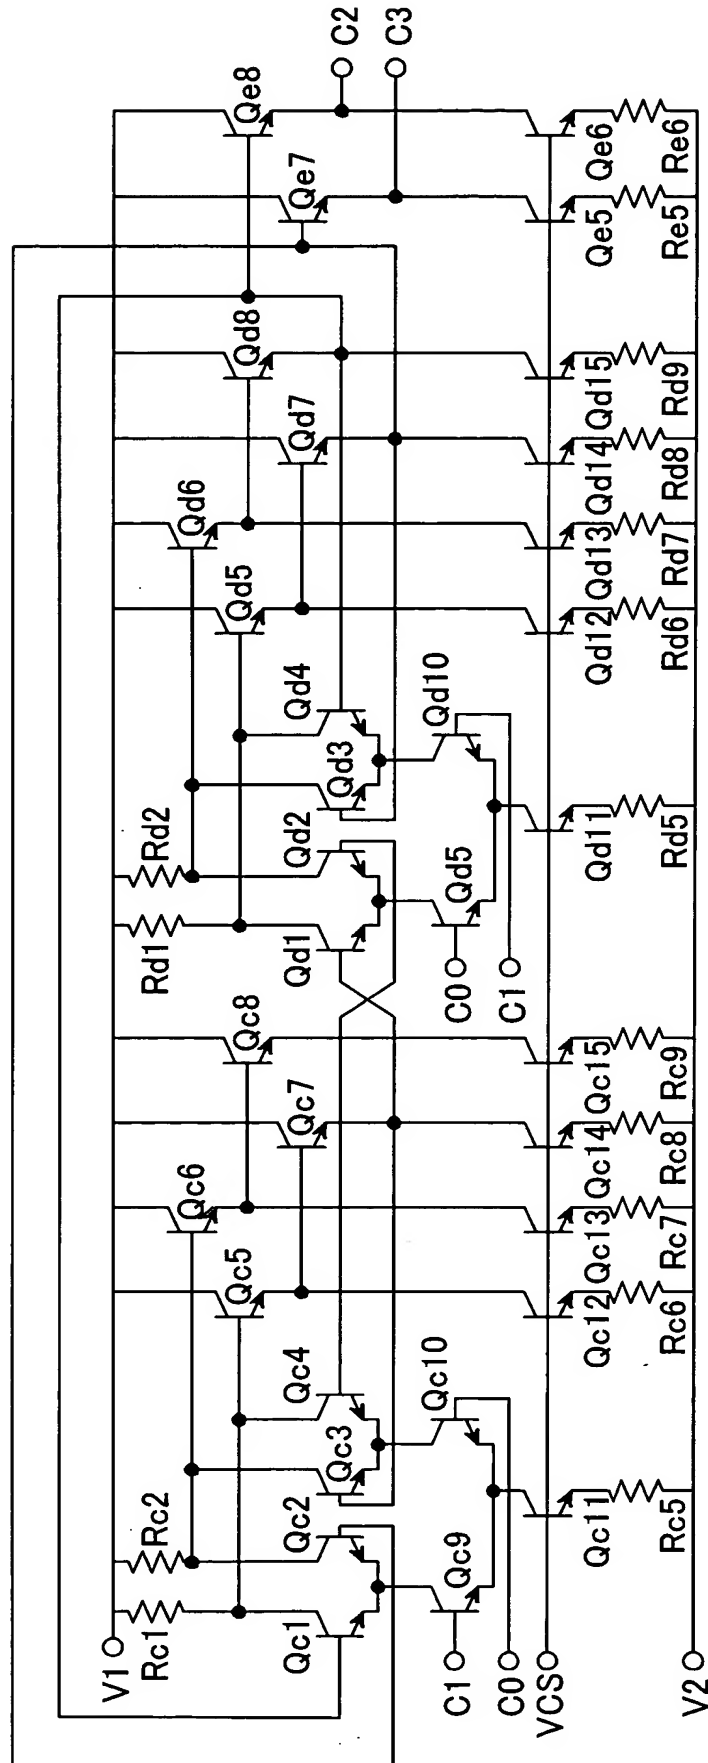 V1
Rc1
Rc2
Rd1
Rd2
Qc6
Qd6
Qc5
Qc8
Qd5
Qd8
Qe8
Qc1
Qc2
Qc4
Qc7
Qd1
Qd2
Qd4
Qd7
Qe7
Qc3
Qd3
C2
C3
Qc10
Qd10
C1
Qc9
C0
Qd5
C0
C1
VCS
Qc11
Qc12
Qc13
Qc14
Qc15
Qd11
Qd12
Qd13
Qd14
Qd15
Qe5
Qe6
Rc5
Rc6
Rc7
Rc8
Rc9
Rd5
Rd6
Rd7
Rd8
Rd9
Re5
Re6
V2